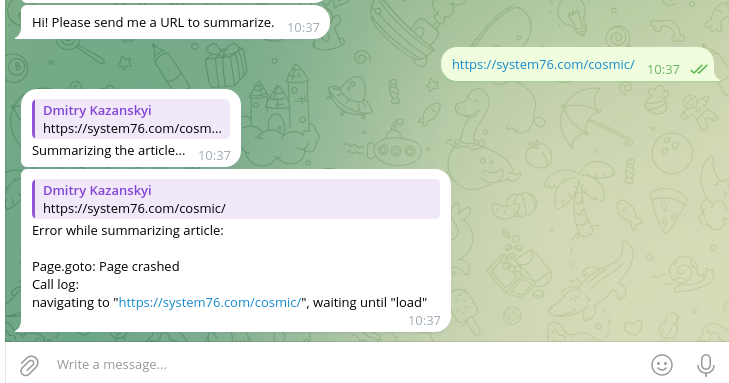 Hi! Please send me a URL to summarize. 10:37
https://system76.com/cosmic/ 10:37
Dmitry Kazanskyi
https://system76.com/cosm...
Summarizing the article... 10:37
Dmitry Kazanskyi
https://system76.com/cosmic/
Error while summarizing article:
Page.goto: Page crashed
Call log:
navigating to "https://system76.com/cosmic/", waiting until "load"
10:37
Write a message...